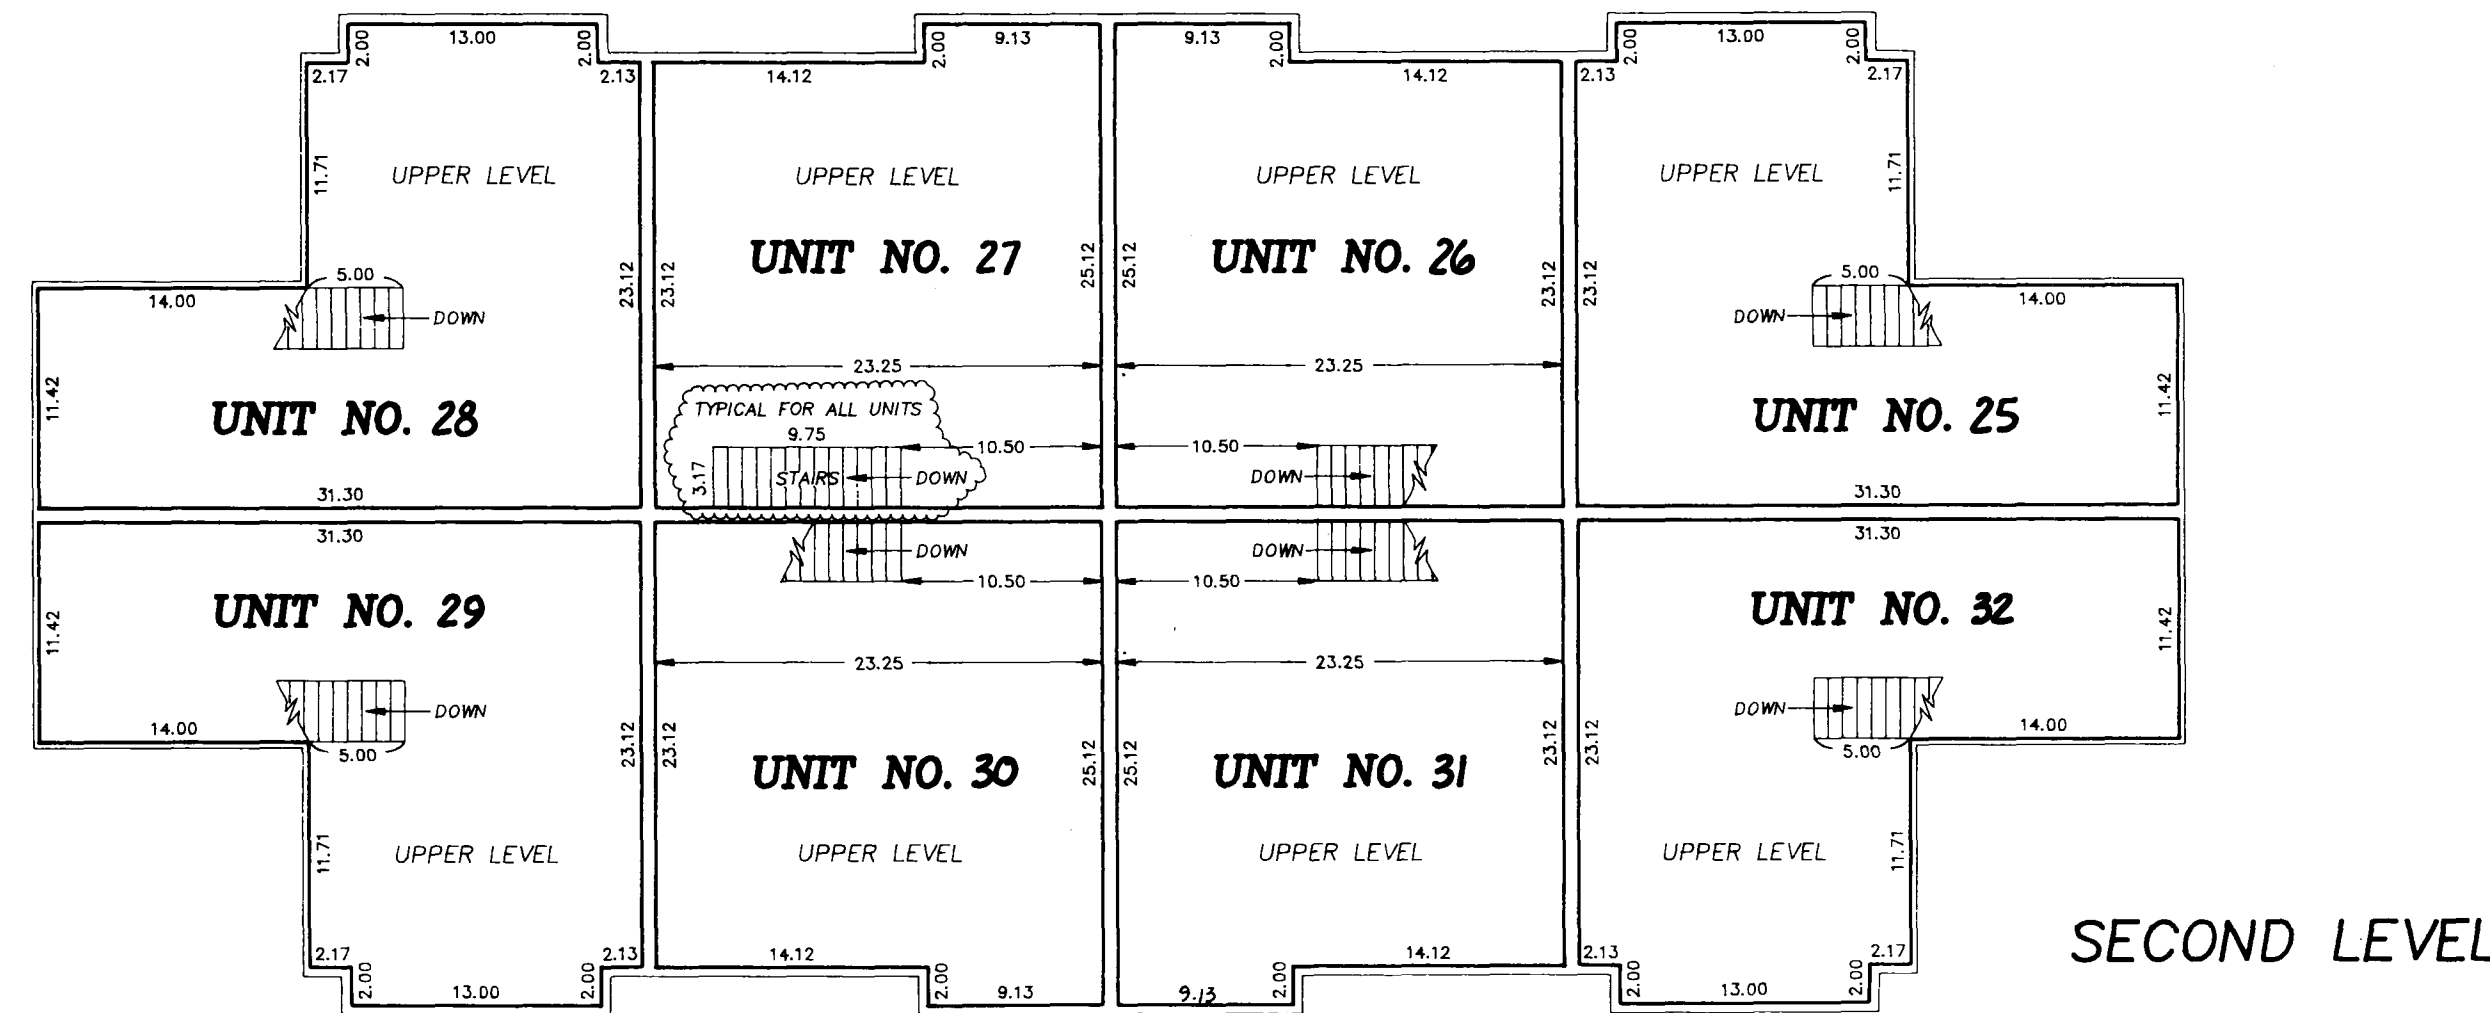 13.00 9.13 9.13 13.00
2.00 2.00 2.00 2.00 2.00 2.00
2.17 2.13 14.12 14.12 2.13 2.17
11.71 UPPER LEVEL UPPER LEVEL UPPER LEVEL UPPER LEVEL 11.71
UNIT NO. 27 UNIT NO. 26
23.12 23.12 25.12 25.12 23.12 23.12
5.00 5.00
14.00 14.00
DOWN DOWN
23.25 23.25
11.42 11.42
UNIT NO. 28 TYPICAL FOR ALL UNITS UNIT NO. 25
9.75
10.50 10.50
3.17 STAIRS DOWN DOWN
31.30 31.30
31.30 31.30
DOWN DOWN
10.50 10.50
UNIT NO. 29 UNIT NO. 32
11.42 11.42
23.25 23.25
DOWN DOWN
14.00 14.00
5.00 5.00
23.12 23.12 25.12 25.12 23.12 23.12
UNIT NO. 30 UNIT NO. 31
11.71 UPPER LEVEL UPPER LEVEL UPPER LEVEL UPPER LEVEL 11.71
SECOND LEVEL
2.17 2.13 14.12 14.12 2.13 2.17
2.00 2.00 2.00 2.00 2.00 2.00
13.00 9.13 9.13 13.00